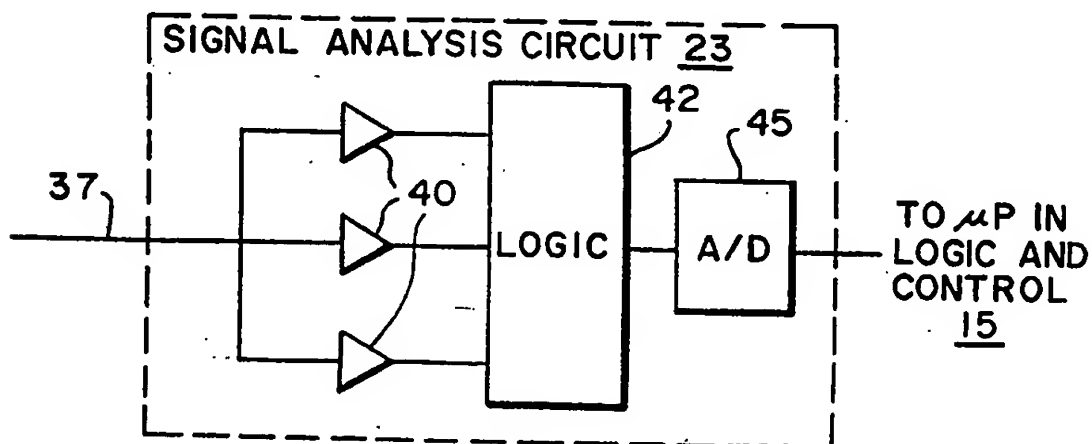 SIGNAL ANALYSIS CIRCUIT 23
42
45
37
40
LOGIC
A/D
TO μP IN
LOGIC AND
CONTROL
15